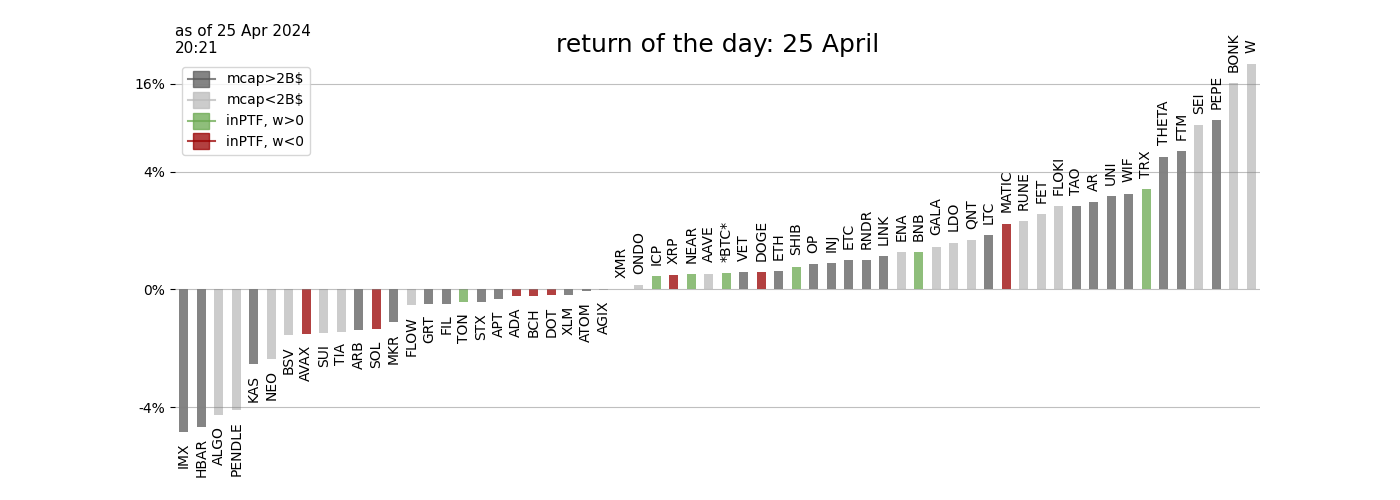 as of 25 Apr 2024
20:21
return of the day: 25 April
mcap>2B$
mcap<2B$
inPTF, w>0
inPTF, w<0
16%
4%
0%
-4%
IMX
HBAR
ALGO
PENDLE
KAS
NEO
BSV
AVAX
SUI
TIA
ARB
SOL
MKR
FLOW
GRT
FIL
TON
STX
APT
ADA
BCH
DOT
XLM
ATOM
AGIX
XMR
ONDO
ICP
XRP
NEAR
AAVE
*BTC*
VET
DOGE
ETH
SHIB
OP
INJ
ETC
RNDR
LINK
ENA
BNB
GALA
LDO
QNT
LTC
MATIC
RUNE
FET
FLOKI
TAO
AR
UNI
WIF
TRX
THETA
FTM
SEI
PEPE
BONK
W